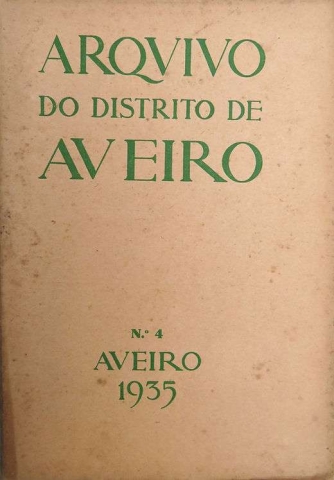 ARQVIVO
DO DISTRITO DE
AVEIRO
N.º 4
AVEIRO
1935